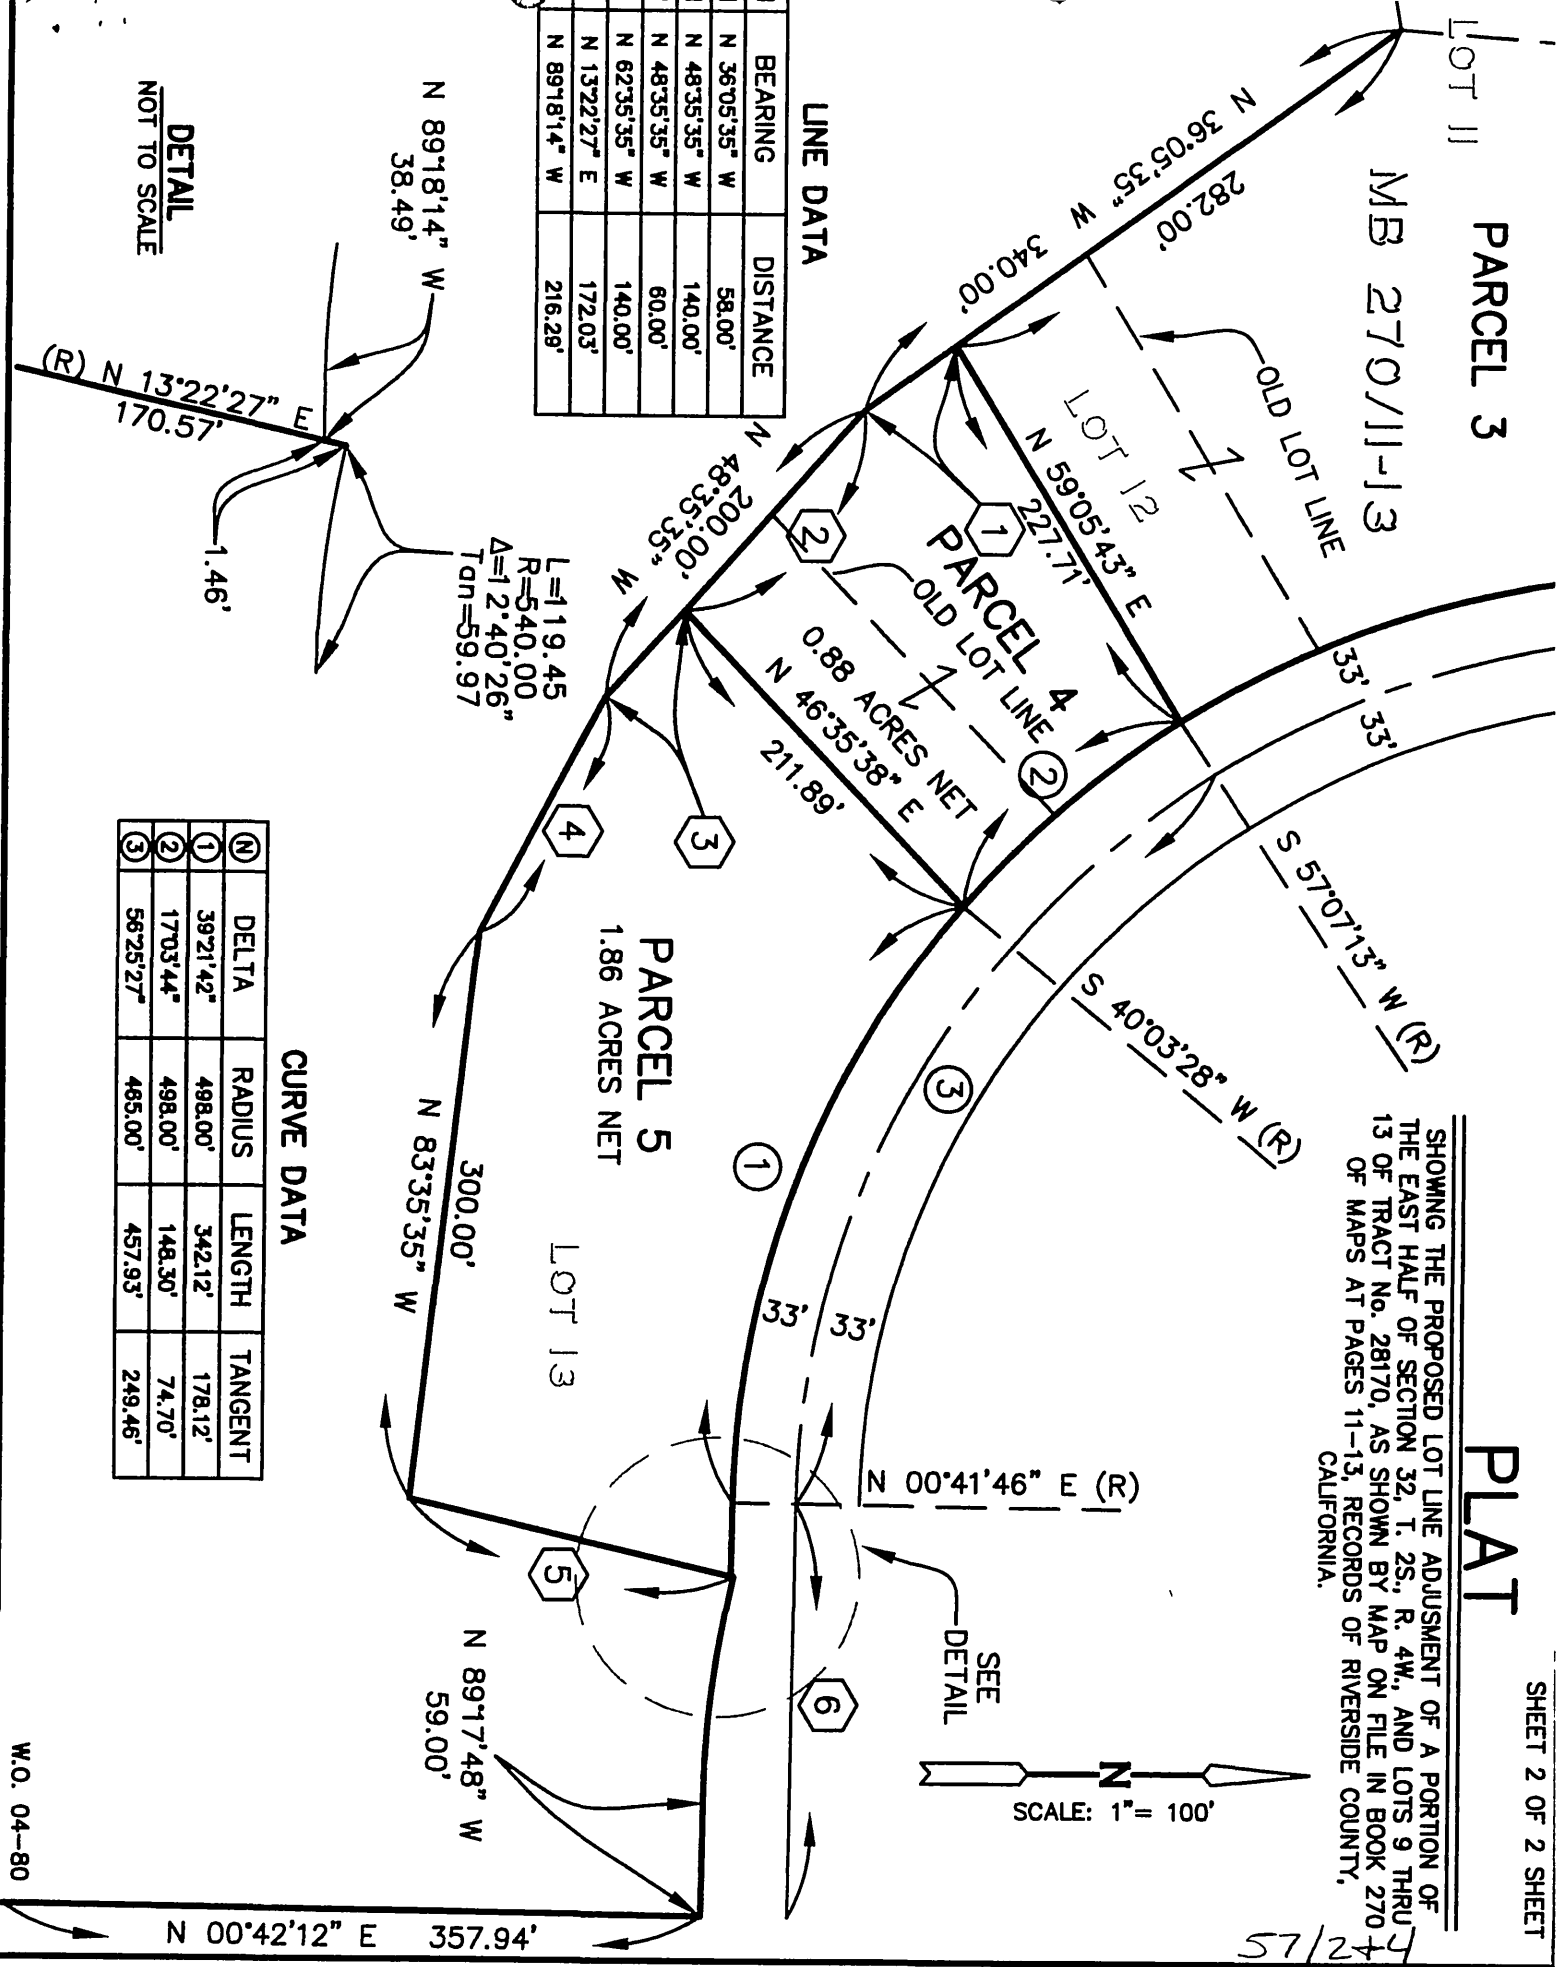 SHEET 2 OF 2 SHEET
PLAT
SHOWING THE PROPOSED LOT LINE ADJUSMENT OF A PORTION OF
THE EAST HALF OF SECTION 32, T. 2S., R. 4W., AND LOTS 9 THRU
13 OF TRACT No. 28170, AS SHOWN BY MAP ON FILE IN BOOK 270
OF MAPS AT PAGES 11-13, RECORDS OF RIVERSIDE COUNTY,
CALIFORNIA.
57/244
PARCEL 3
LOT 11
MB 270/11-13
N 36°05'35" W
282.00'
340.00'
OLD LOT LINE
LOT 12
N 59°05'43" E
227.71'
1
2
PARCEL 4
OLD LOT LINE
0.88 ACRES NET
N 46°35'38" E
211.89'
2
33'
33'
S 57°07'13" W (R)
S 40°03'28" W (R)
3
N 48°35'35" W
200.00'
3
4
PARCEL 5
1.86 ACRES NET
1
LOT 13
300.00'
N 83°35'35" W
33'
33'
N 00°41'46" E (R)
SEE
DETAIL
5
6
N
SCALE: 1"= 100'
N 89°17'48" W
59.00'
N 00°42'12" E 357.94'
W.O. 04-80
LINE DATA
BEARING DISTANCE
N 36°05'35" W 58.00'
N 48°35'35" W 140.00'
N 48°35'35" W 60.00'
N 62°35'35" W 140.00'
N 13°22'27" E 172.03'
N 89°18'14" W 216.29'
L=119.45
R=540.00
Δ=12°40'26"
Tan=59.97
N 89°18'14" W
38.49'
(R) N 13°22'27" E
170.57'
1.46'
DETAIL
NOT TO SCALE
CURVE DATA
N DELTA RADIUS LENGTH TANGENT
1 39°21'42" 498.00' 342.12' 178.12'
2 17°03'44" 498.00' 148.30' 74.70'
3 56°25'27" 465.00' 457.93' 249.46'